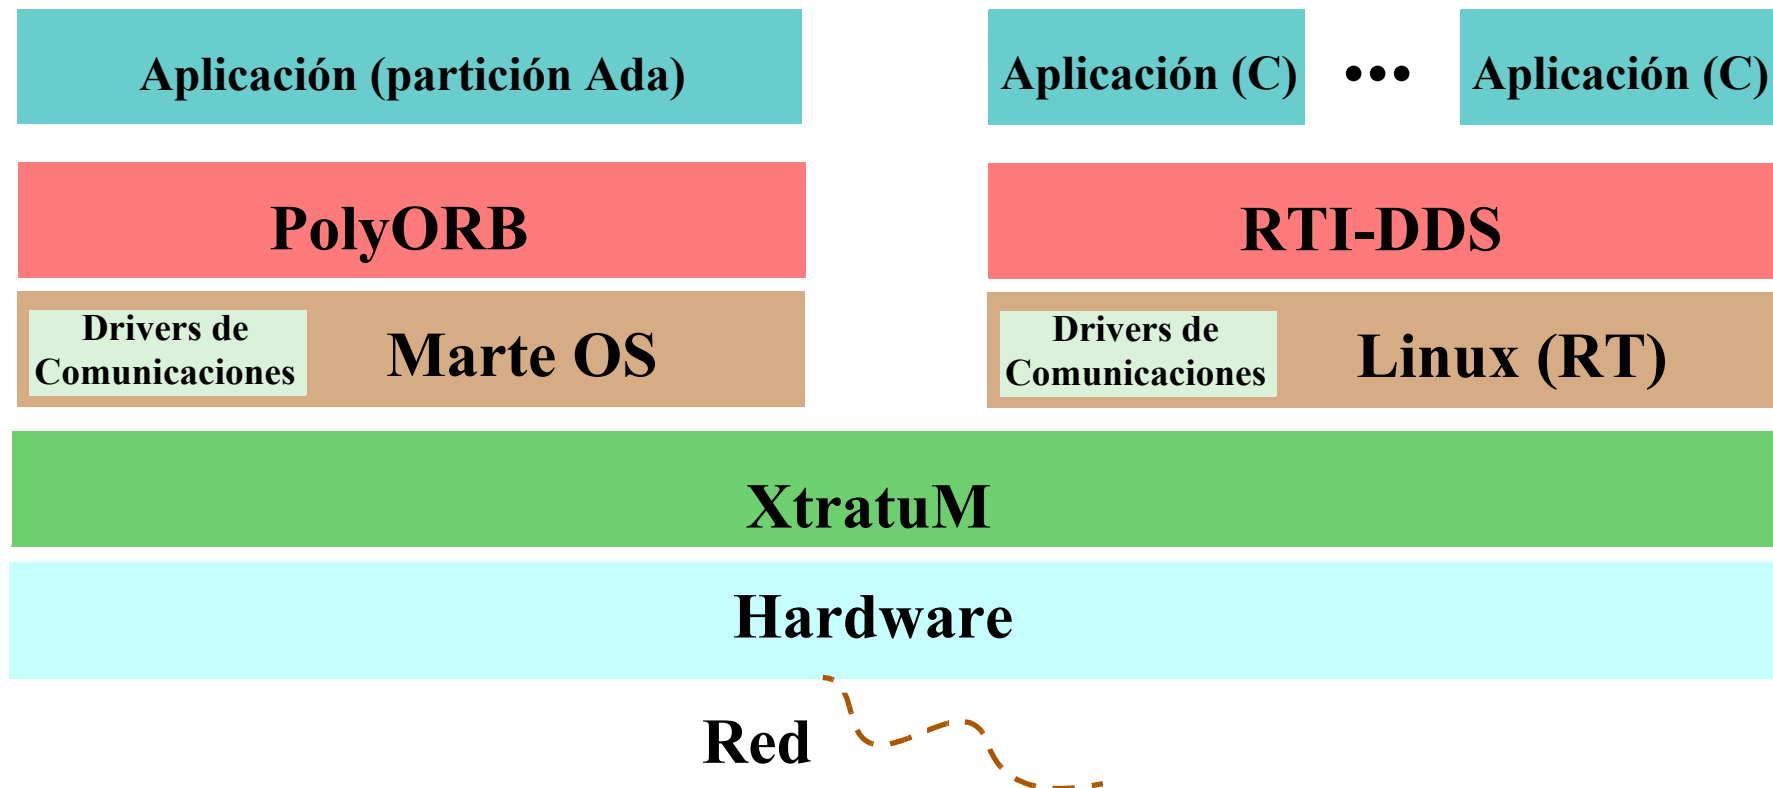 Aplicación (partición Ada)
Aplicación (C) ••• Aplicación (C)
PolyORB
RTI-DDS
Drivers de
Comunicaciones
Marte OS
Drivers de
Comunicaciones
Linux (RT)
XtratuM
Hardware
Red